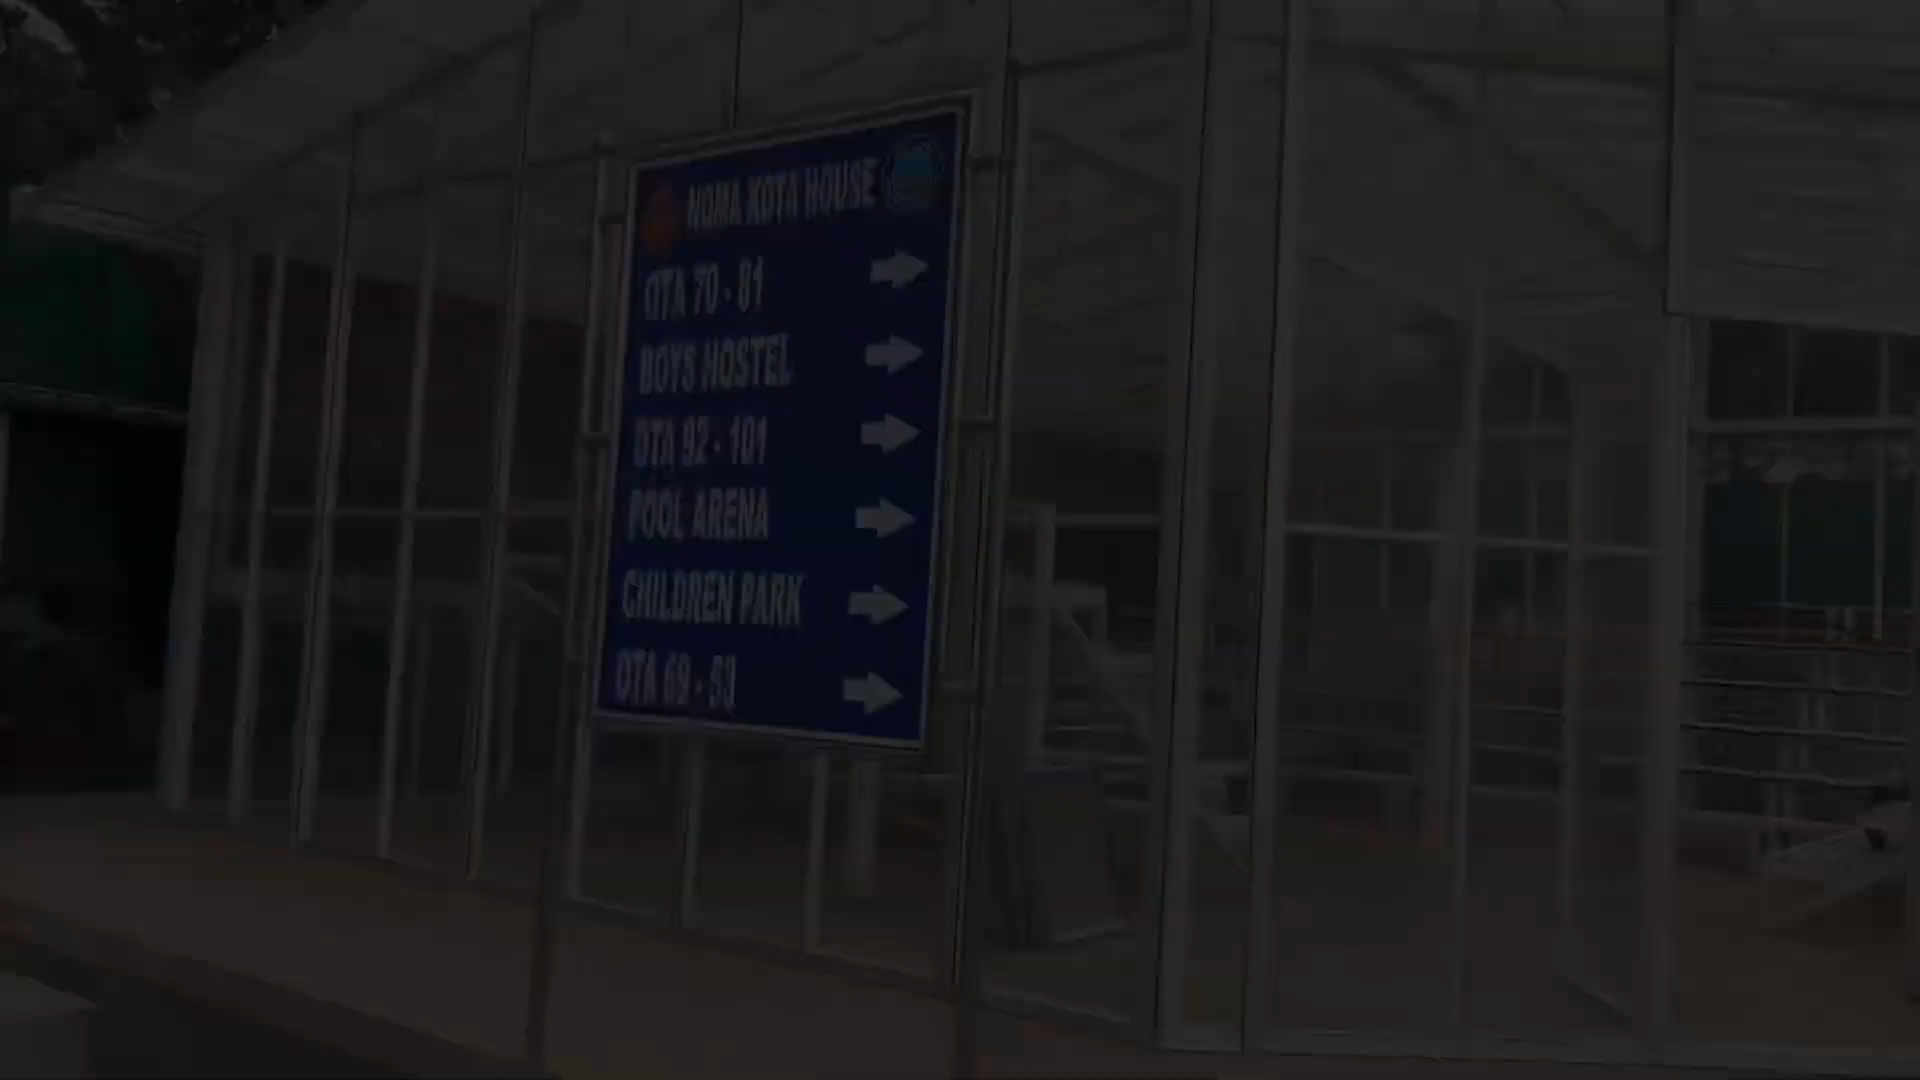 NOMA KOTA HOUSE
OTA 70 - 81
BOYS HOSTEL
OTA 92 - 101
POOL ARENA
CHILDREN PARK
OTA 69 - 53